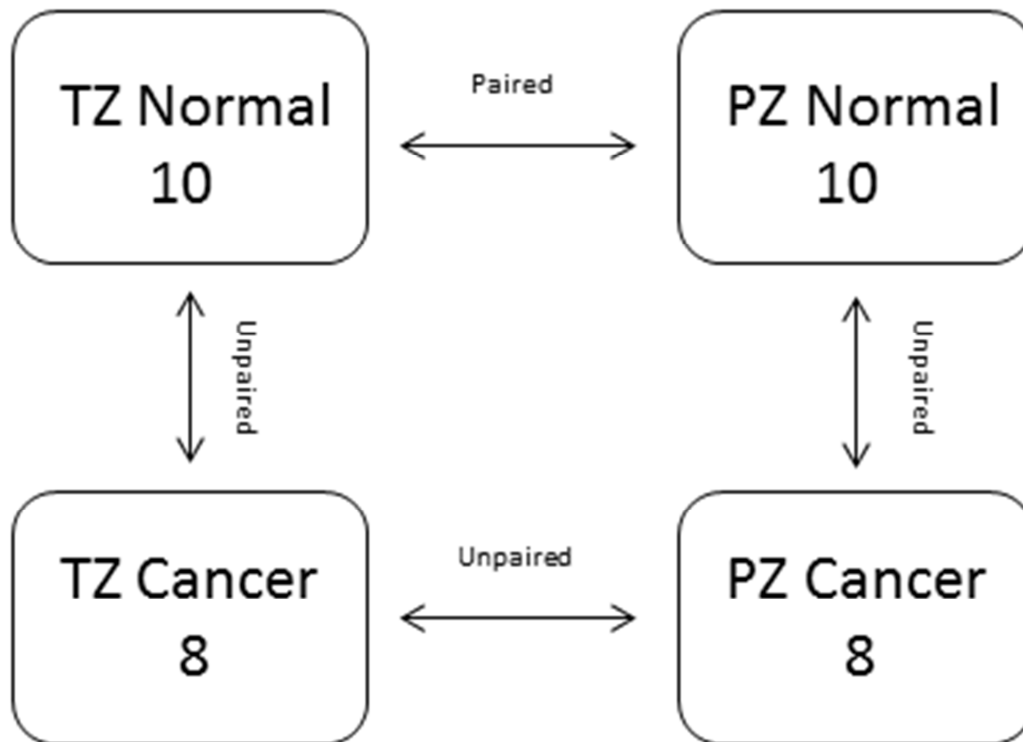 TZ Normal
10
Paired
PZ Normal
10
Unpaired
Unpaired
TZ Cancer
8
Unpaired
PZ Cancer
8